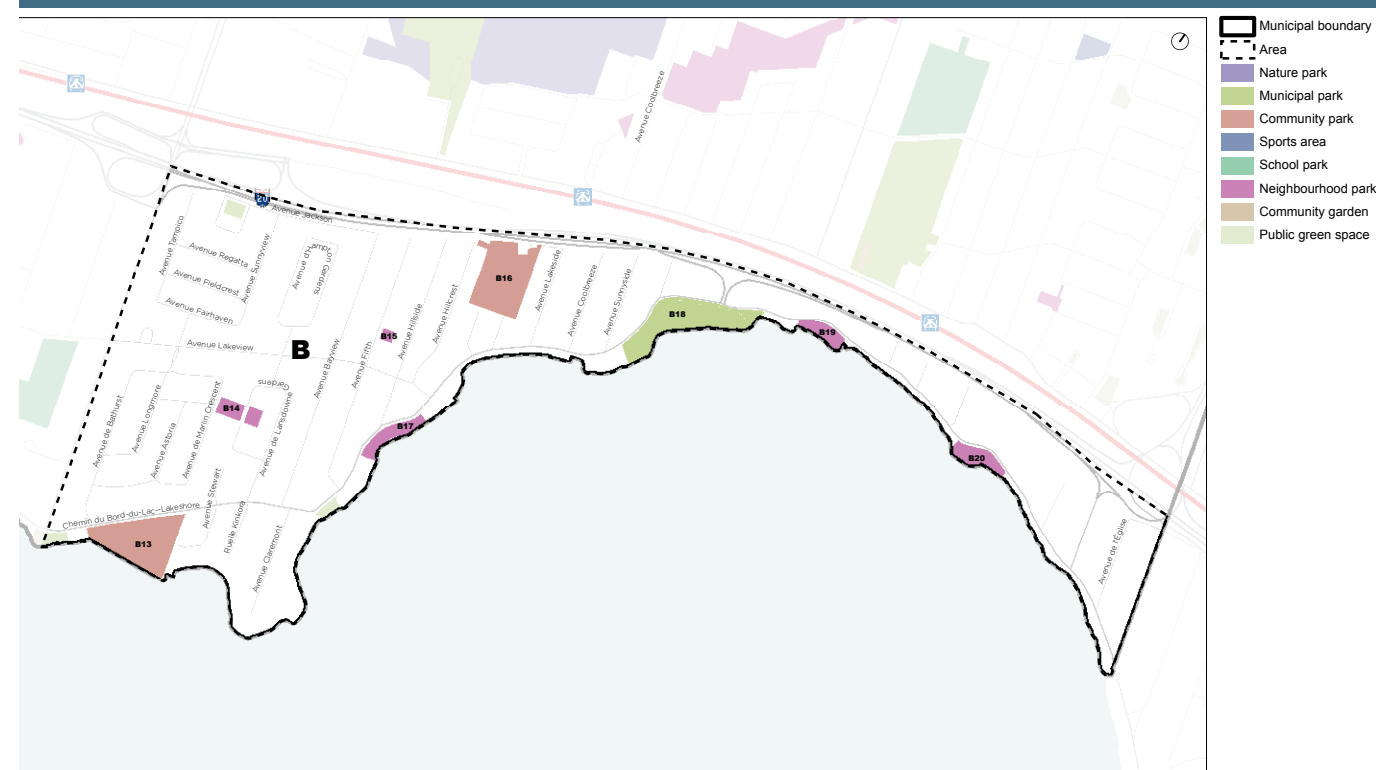 Municipal boundary
Area
Nature park
Municipal park
Community park
Sports area
School park
Neighbourhood park
Community garden
Public green space
Avenue Coolbreeze
20
Avenue Jackson
Avenue Tampico
Avenue Regatta
Avenue Sunnyview
Avenue Fieldcrest
Avenue Fairhaven
Avenue d'Hampton Gardens
B16
Avenue Lakeside
Avenue Coolbreeze
Avenue Sunnyside
B18
B19
B15
Avenue Hillside
Avenue Hillcrest
Avenue Lakeview
B
Avenue Bayview
Avenue Fifth
Avenue de Bathurst
Avenue Longmore
Avenue Astoria
Avenue de Marlin Crescent
B14
Avenue de Lansdowne Gardens
B17
B20
Avenue Stewart
Chemin du Bord-du-Lac-Lakeshore
B13
Ruelle Kinkora
Avenue Claremont
Avenue de l'Église